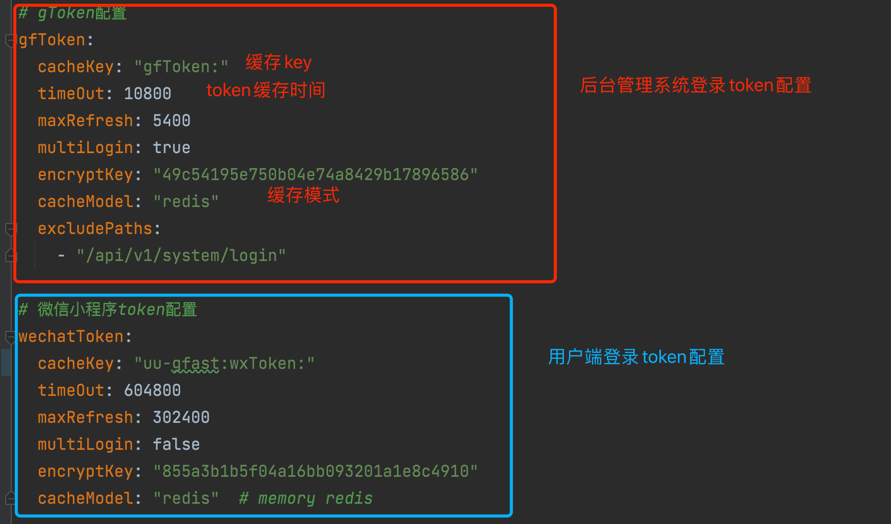 # gToken配置
gfToken:
cacheKey: "gfToken:" 缓存key
timeOut: 10800 token缓存时间
后台管理系统登录token配置
maxRefresh: 5400
multiLogin: true
encryptKey: "49c54195e750b04e74a8429b17896586"
cacheModel: "redis" 缓存模式
excludePaths:
- "/api/v1/system/login"
# 微信小程序token配置
wechatToken:
用户端登录token配置
cacheKey: "uu-gfast:wxToken:"
timeOut: 604800
maxRefresh: 302400
multiLogin: false
encryptKey: "855a3b1b5f04a16bb093201a1e8c4910"
cacheModel: "redis" # memory redis